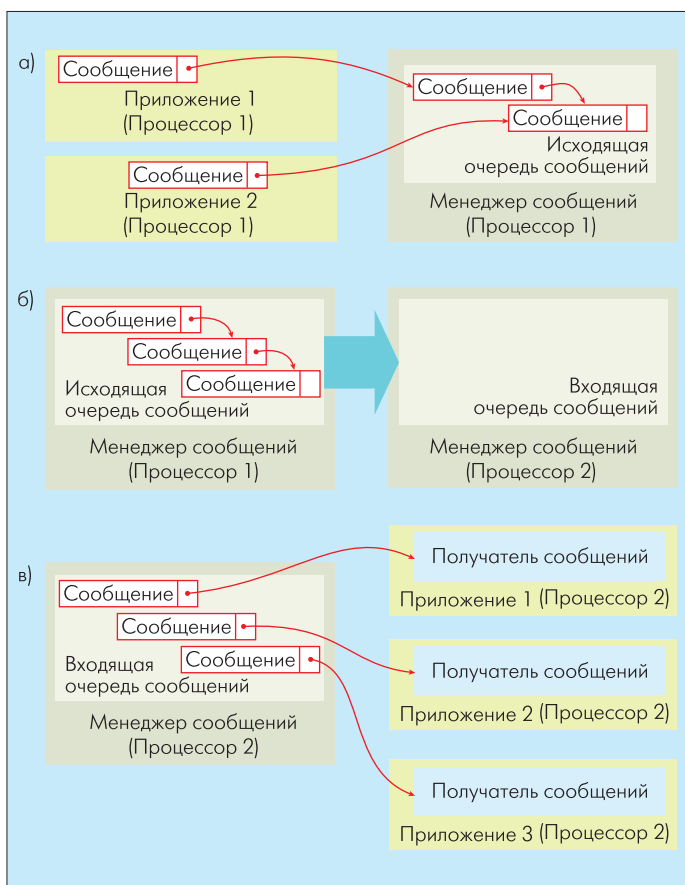 а)
Сообщение
Приложение 1
(Процессор 1)
Сообщение
Приложение 2
(Процессор 1)
Сообщение
Сообщение
Исходящая
очередь сообщений
Менеджер сообщений
(Процессор 1)
б)
Сообщение
Сообщение
Сообщение
Исходящая
очередь сообщений
Менеджер сообщений
(Процессор 1)
Входящая
очередь сообщений
Менеджер сообщений
(Процессор 2)
в)
Сообщение
Сообщение
Сообщение
Входящая
очередь сообщений
Менеджер сообщений
(Процессор 2)
Получатель сообщений
Приложение 1 (Процессор 2)
Получатель сообщений
Приложение 2 (Процессор 2)
Получатель сообщений
Приложение 3 (Процессор 2)